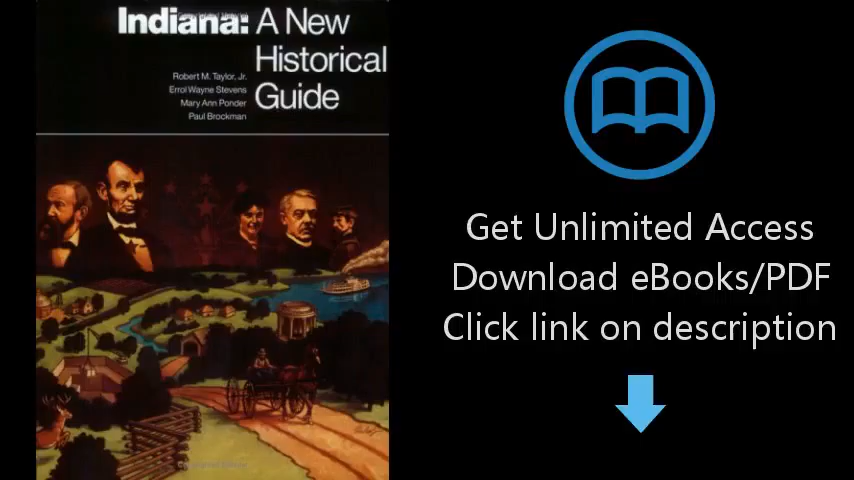 Indiana: A New
Historical
Guide
Robert M. Taylor, Jr.
Errol Wayne Stevens
Mary Ann Ponder
Paul Brockman
Get Unlimited Access
Download eBooks/PDF
Click link on description